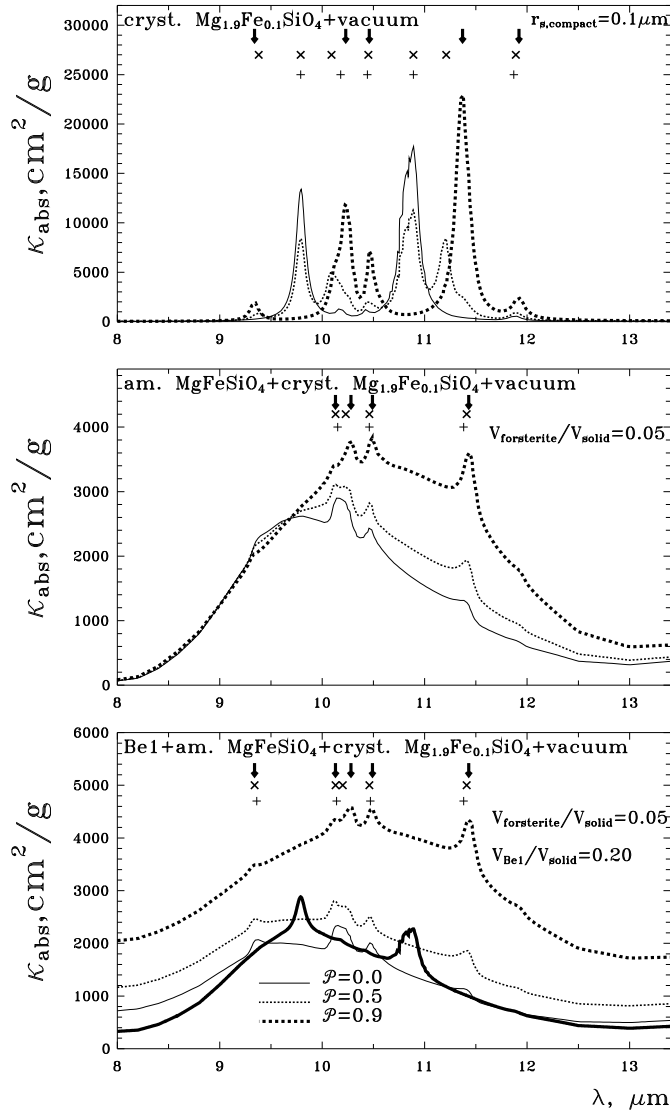 cryst. Mg1.9Fe0.1SiO4+vacuum
rs,compact=0.1μm
30000
25000
20000
15000
10000
5000
0
κabs,cm2/g
8 9 10 11 12 13
am. MgFeSiO4+cryst. Mg1.9Fe0.1SiO4+vacuum
Vforsterite/Vsolid=0.05
4000
3000
2000
1000
0
κabs,cm2/g
8 9 10 11 12 13
Be1+am. MgFeSiO4+cryst. Mg1.9Fe0.1SiO4+vacuum
Vforsterite/Vsolid=0.05
VBe1/Vsolid=0.20
6000
5000
4000
3000
2000
1000
0
κabs,cm2/g
𝒫=0.0
𝒫=0.5
𝒫=0.9
8 9 10 11 12 13
λ, μm